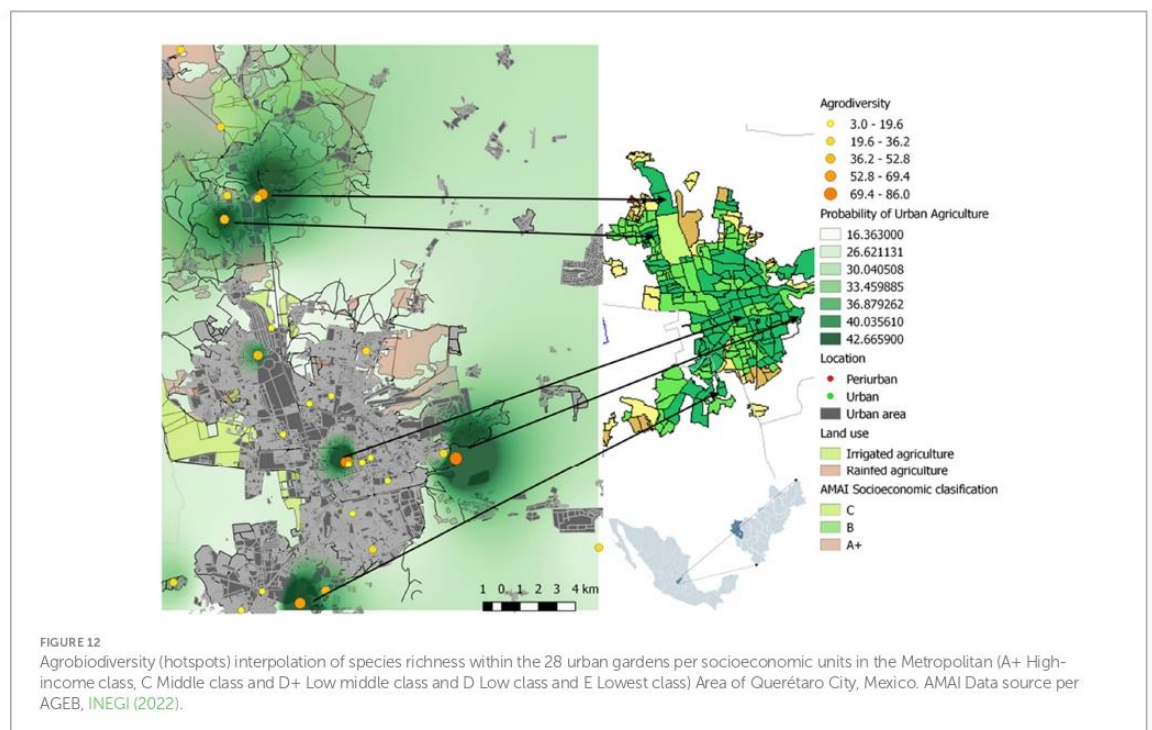 Agrodiversity
3.0 - 19.6
19.6 - 36.2
36.2 - 52.8
52.8 - 69.4
69.4 - 86.0
Probability of Urban Agriculture
16.363000
26.621131
30.040508
33.459885
36.879262
40.035610
42.665900
Location
Periurban
Urban
Urban area
Land use
Irrigated agriculture
Rainfed agriculture
AMAI Socioeconomic clasification
C
B
A+
1 0 1 2 3 4 km
FIGURE 12
Agrobiodiversity (hotspots) interpolation of species richness within the 28 urban gardens per socioeconomic units in the Metropolitan (A+ High-
income class, C Middle class and D+ Low middle class and D Low class and E Lowest class) Area of Querétaro City, Mexico. AMAI Data source per
AGEB, INEGI (2022).